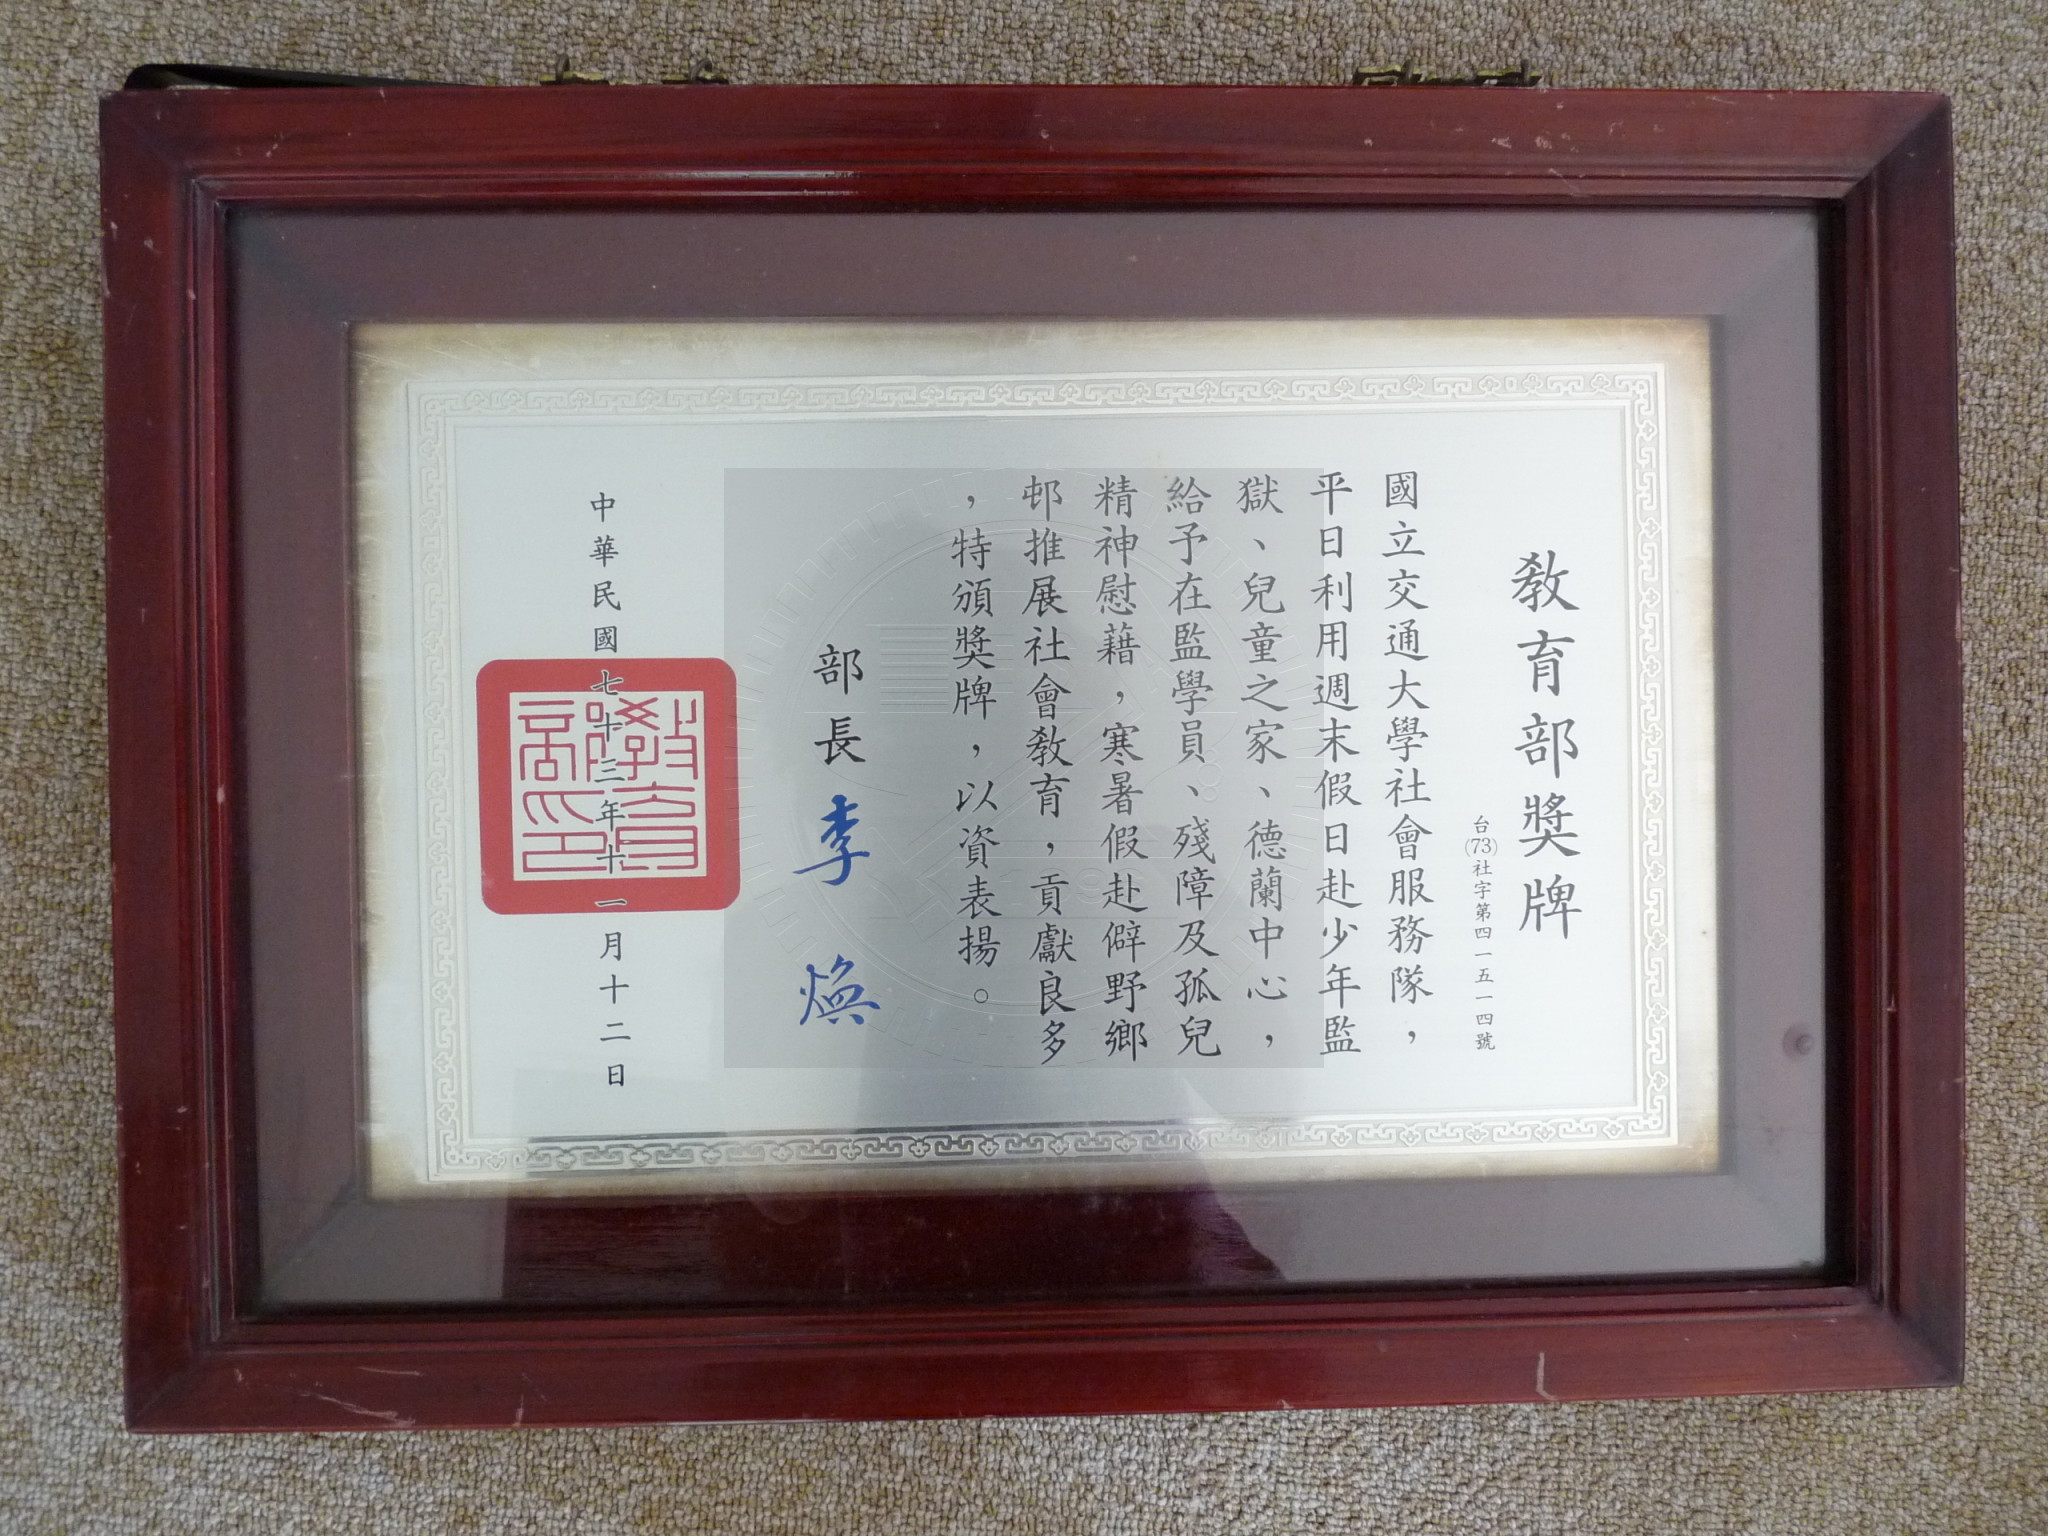 教育部獎牌
台(73)社字第四一五一四號
國立交通大學社會服務隊，
平日利用週末假日赴少年監
獄、兒童之家、德蘭中心，
給予在監學員、殘障及孤兒
精神慰藉，寒暑假赴僻野鄉
邨推展社會教育，貢獻良多
，特頒獎牌，以資表揚。
部長李煥
中華民國七十三年十一月十二日
教育部印